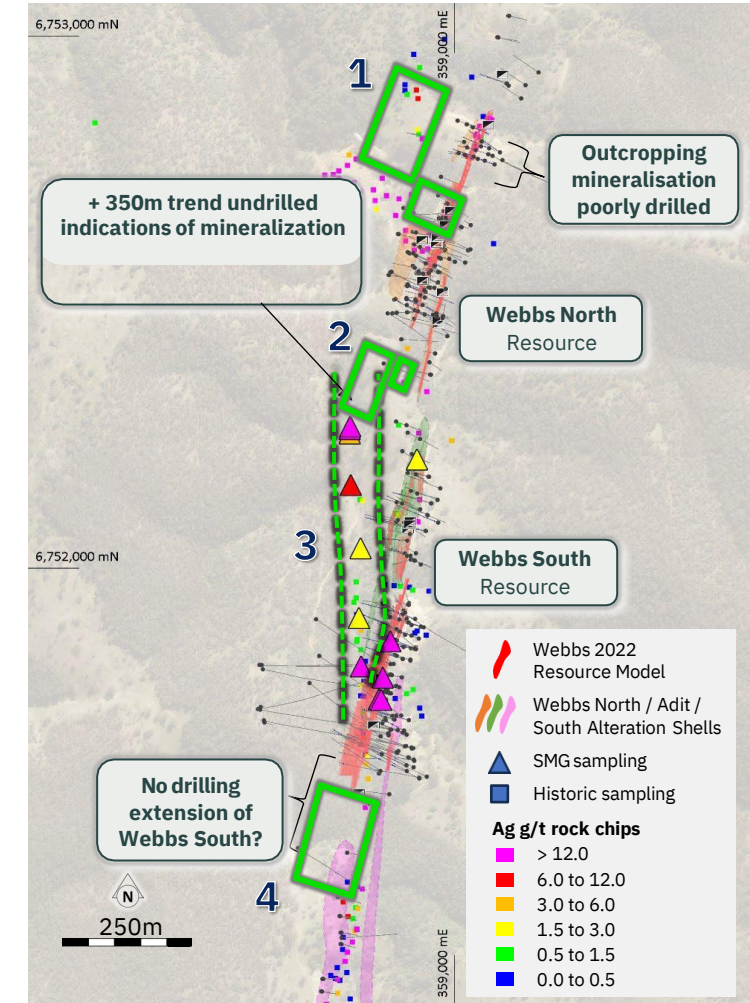 6,753,000 mN
359,000 mE
1
Outcropping
mineralisation
poorly drilled
+ 350m trend undrilled
indications of mineralization
Webbs North
Resource
2
3
6,752,000 mN
Webbs South
Resource
Webbs 2022
Resource Model
Webbs North / Adit /
South Alteration Shells
SMG sampling
Historic sampling
Ag g/t rock chips
> 12.0
6.0 to 12.0
3.0 to 6.0
1.5 to 3.0
0.5 to 1.5
0.0 to 0.5
No drilling
extension of
Webbs South?
4
N
250m
359,000 mE